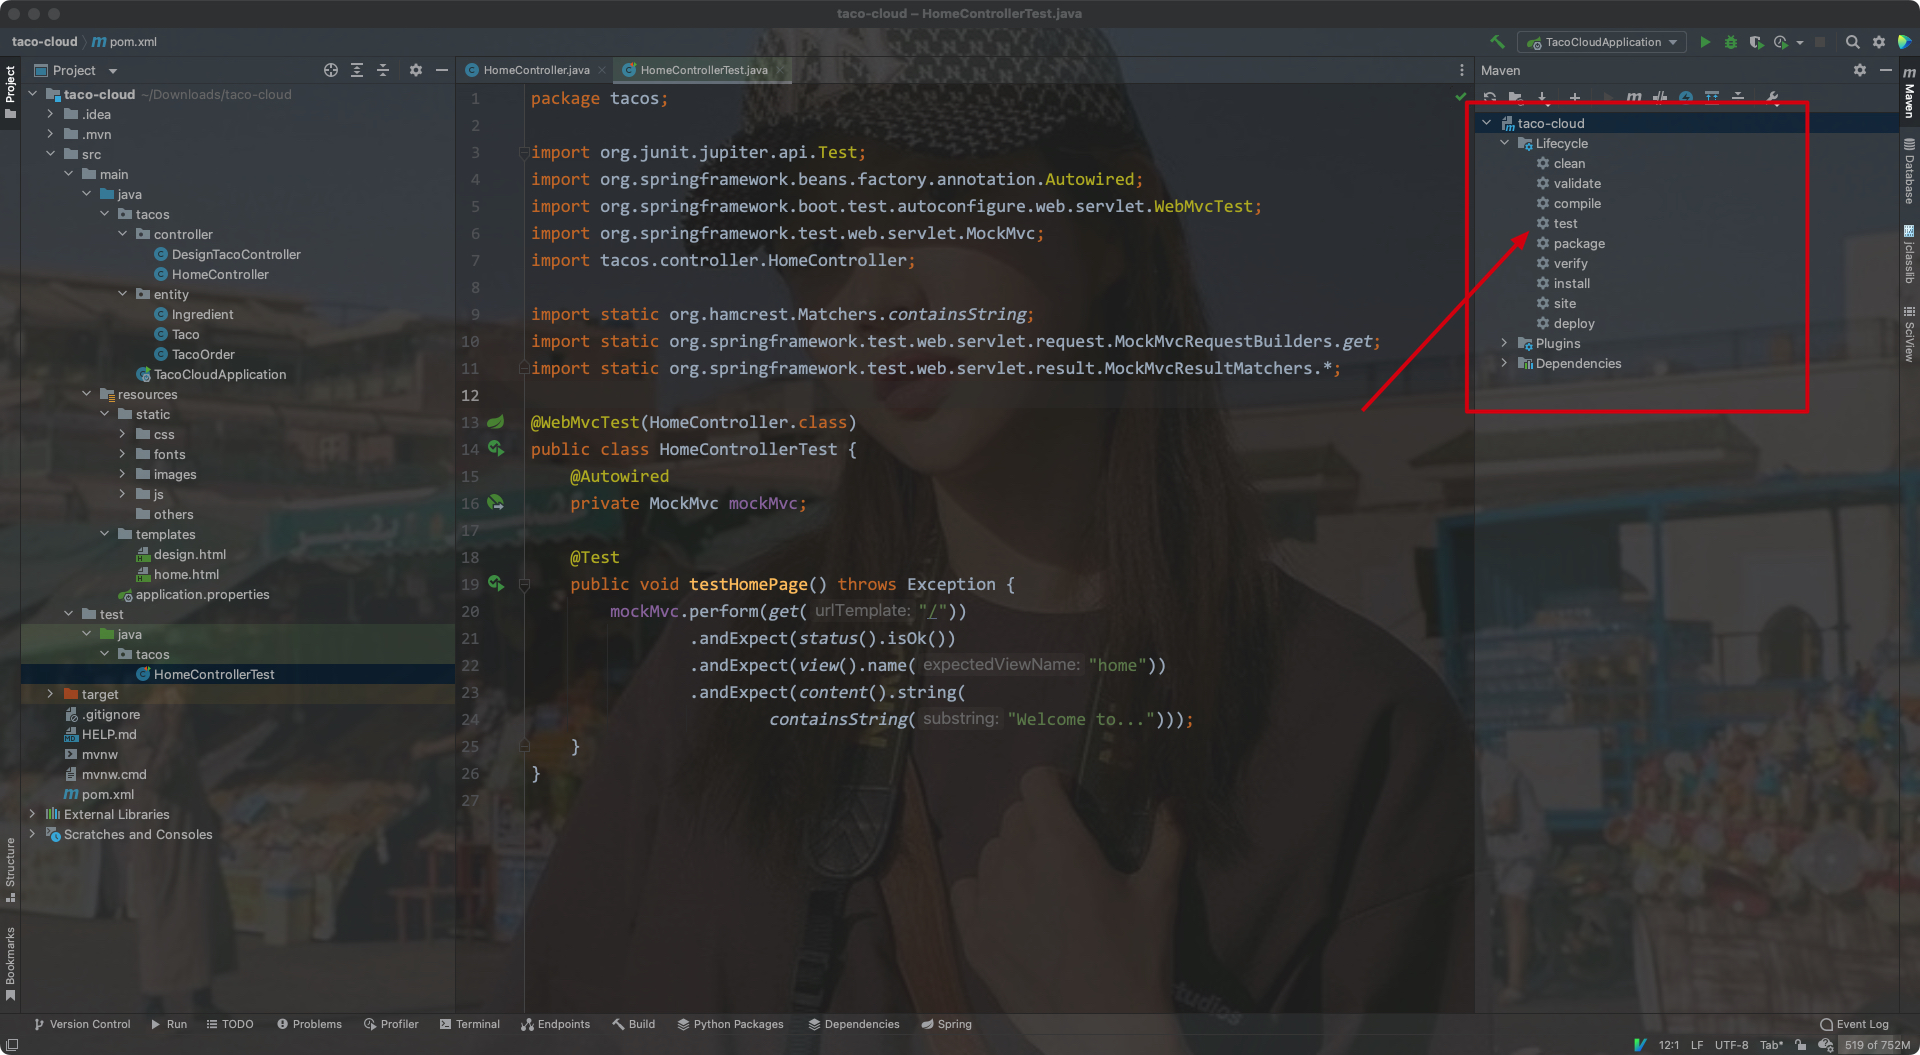 taco-cloud – HomeControllerTest.java
taco-cloud
pom.xml
TacoCloudApplication
Project
HomeController.java
HomeControllerTest.java
Maven
taco-cloud ~/Downloads/taco-cloud
.idea
.mvn
src
main
java
tacos
controller
DesignTacoController
HomeController
entity
Ingredient
Taco
TacoOrder
TacoCloudApplication
resources
static
css
fonts
images
js
others
templates
design.html
home.html
application.properties
test
java
tacos
HomeControllerTest
target
.gitignore
HELP.md
mvnw
mvnw.cmd
pom.xml
External Libraries
Scratches and Consoles
Project
Structure
Bookmarks
1 package tacos;
2
3 import org.junit.jupiter.api.Test;
4 import org.springframework.beans.factory.annotation.Autowired;
5 import org.springframework.boot.test.autoconfigure.web.servlet.WebMvcTest;
6 import org.springframework.test.web.servlet.MockMvc;
7 import tacos.controller.HomeController;
8
9 import static org.hamcrest.Matchers.containsString;
10 import static org.springframework.test.web.servlet.request.MockMvcRequestBuilders.get;
11 import static org.springframework.test.web.servlet.result.MockMvcResultMatchers.*;
12
13 @WebMvcTest(HomeController.class)
14 public class HomeControllerTest {
15 @Autowired
16 private MockMvc mockMvc;
17
18 @Test
19 public void testHomePage() throws Exception {
20 mockMvc.perform(get( urlTemplate: "/"))
21 .andExpect(status().isOk())
22 .andExpect(view().name( expectedViewName: "home"))
23 .andExpect(content().string(
24 containsString( substring: "Welcome to...")));
25 }
26 }
27
taco-cloud
Lifecycle
clean
validate
compile
test
package
verify
install
site
deploy
Plugins
Dependencies
Maven
Database
jclasslib
SciView
tudios
Version Control
Run
TODO
Problems
Profiler
Terminal
Endpoints
Build
Python Packages
Dependencies
Spring
Event Log
12:1 LF UTF-8 Tab* 519 of 752M